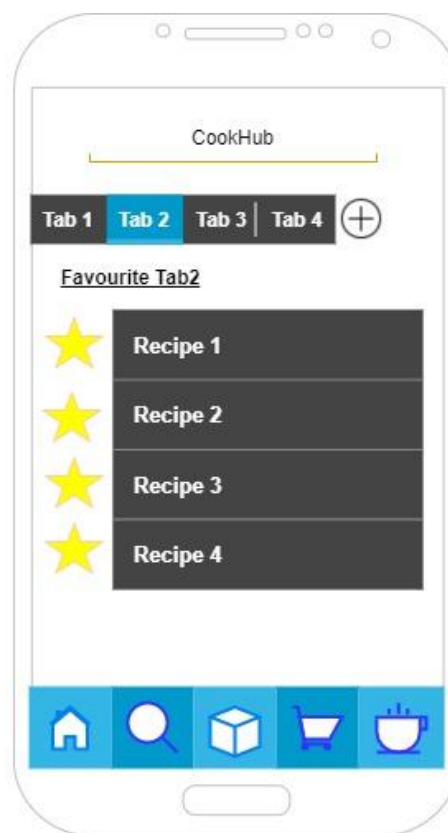 CookHub
Tab 1 Tab 2 Tab 3 Tab 4
Favourite Tab2
Recipe 1
Recipe 2
Recipe 3
Recipe 4